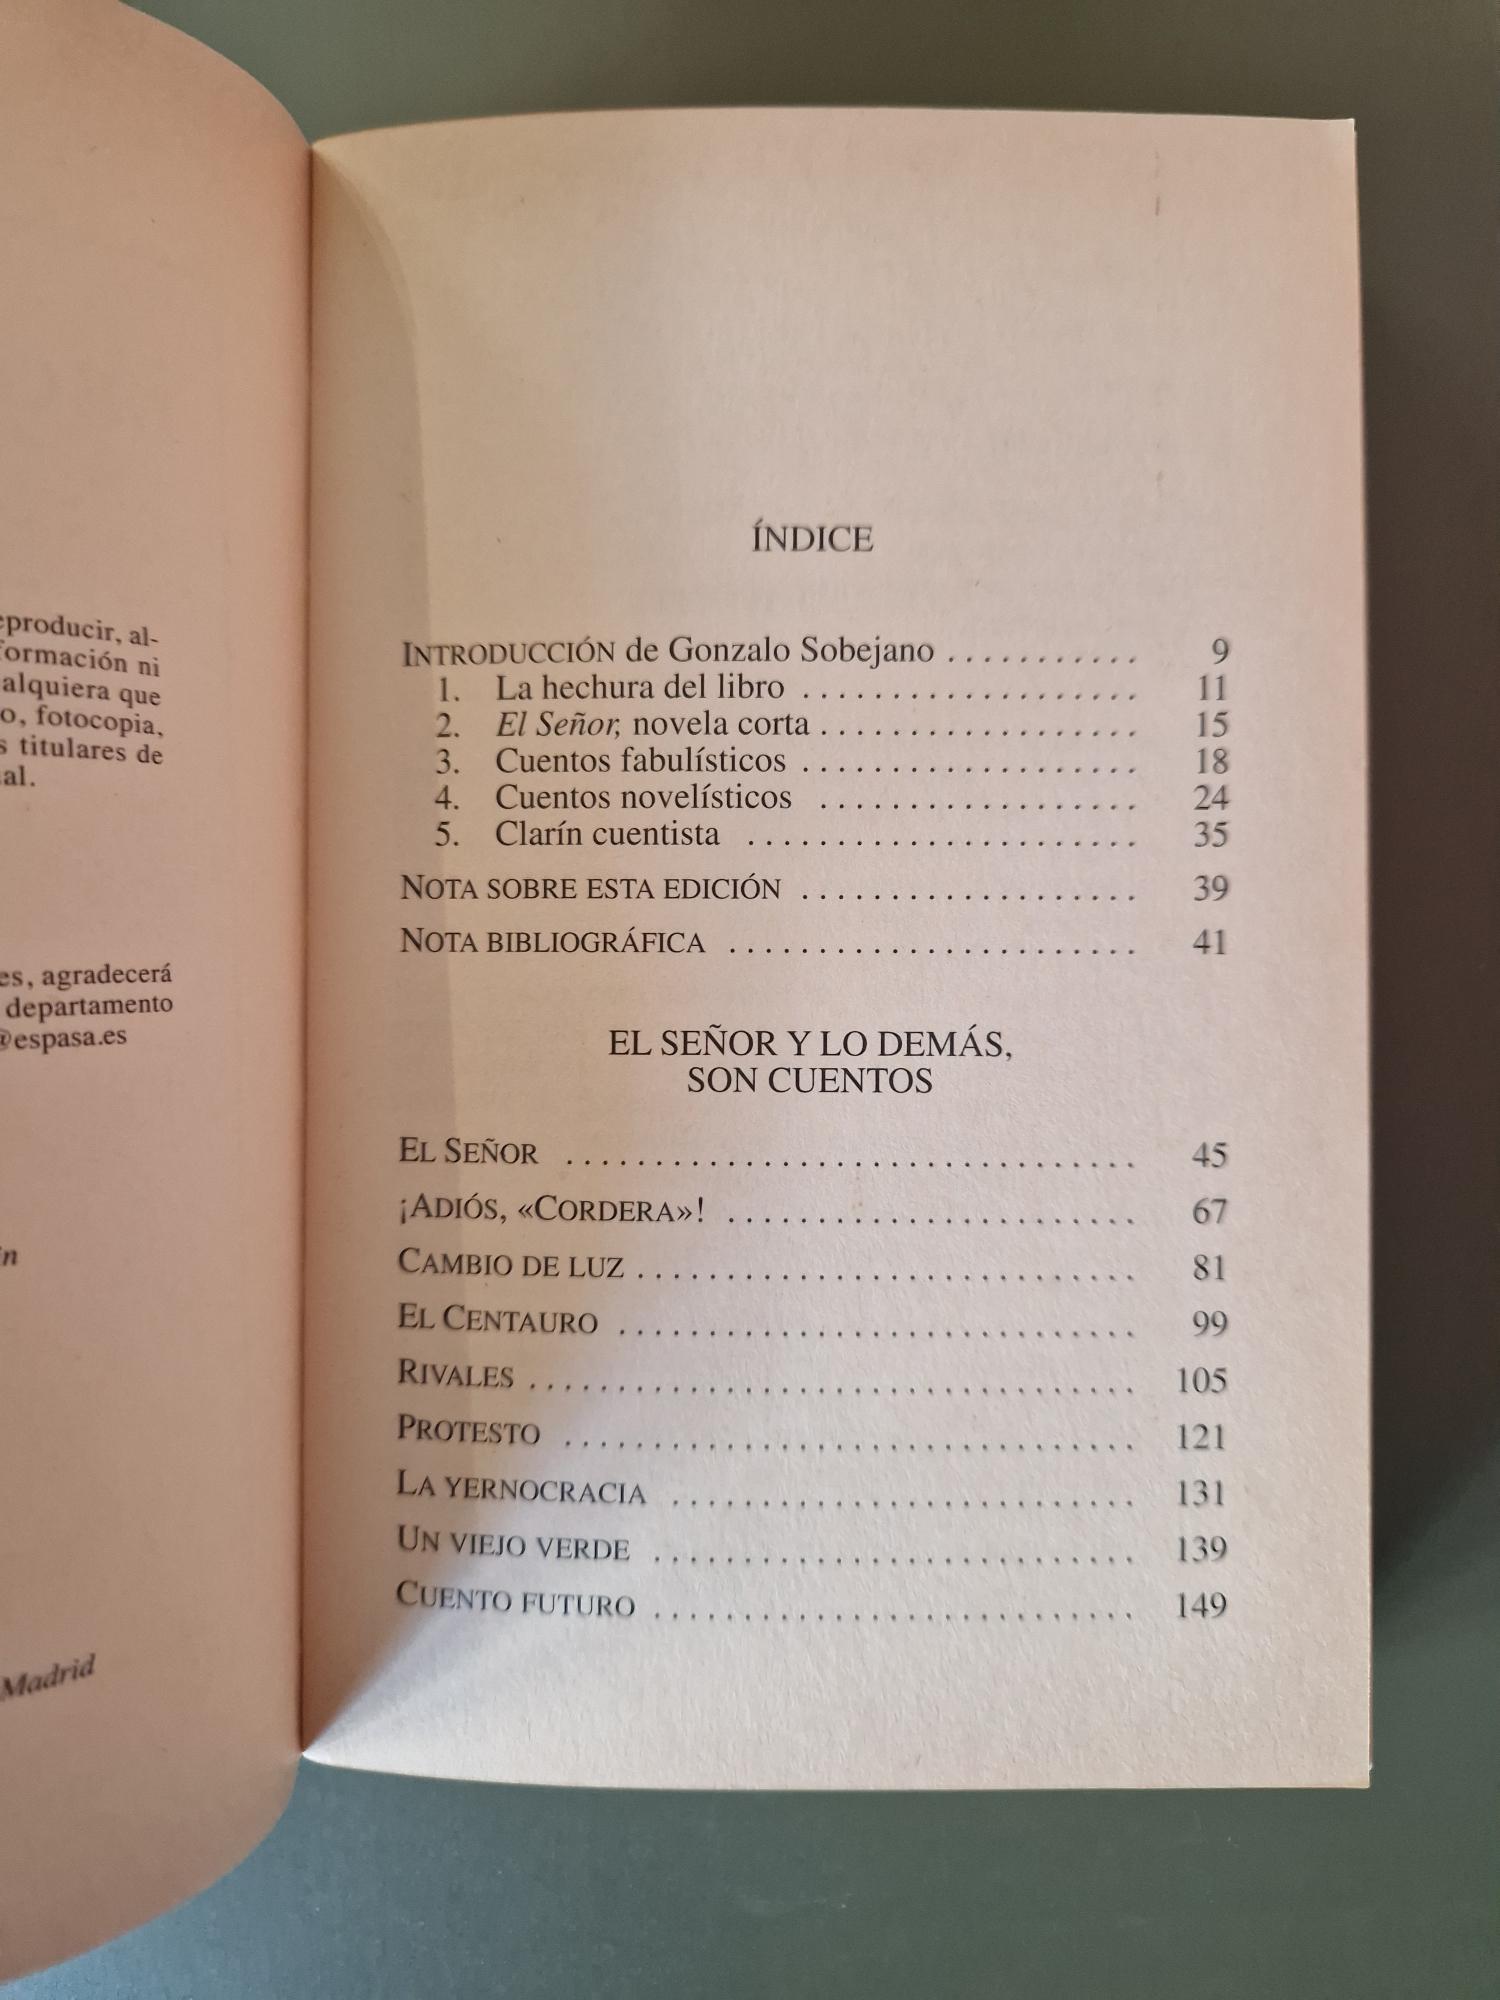 eproducir, al-
formación ni
alquiera que
o, fotocopia,
s titulares de
al.
es, agradecerá
departamento
@espasa.es
in
Madrid
ÍNDICE
INTRODUCCIÓN de Gonzalo Sobejano . . . . . . . . . . . 9
1. La hechura del libro . . . . . . . . . . . . . . . . . . . 11
2. El Señor, novela corta . . . . . . . . . . . . . . . . . . 15
3. Cuentos fabulísticos . . . . . . . . . . . . . . . . . . . 18
4. Cuentos novelísticos . . . . . . . . . . . . . . . . . . 24
5. Clarín cuentista . . . . . . . . . . . . . . . . . . . . . . 35
NOTA SOBRE ESTA EDICIÓN . . . . . . . . . . . . . . . . . . . 39
NOTA BIBLIOGRÁFICA . . . . . . . . . . . . . . . . . . . . . . . 41
EL SEÑOR Y LO DEMÁS,
SON CUENTOS
EL SEÑOR . . . . . . . . . . . . . . . . . . . . . . . . . . . . . . . . 45
¡ADIÓS, «CORDERA»! . . . . . . . . . . . . . . . . . . . . . . . 67
CAMBIO DE LUZ . . . . . . . . . . . . . . . . . . . . . . . . . . . . 81
EL CENTAURO . . . . . . . . . . . . . . . . . . . . . . . . . . . . . 99
RIVALES . . . . . . . . . . . . . . . . . . . . . . . . . . . . . . . . . . 105
PROTESTO . . . . . . . . . . . . . . . . . . . . . . . . . . . . . . . . 121
LA YERNOCRACIA . . . . . . . . . . . . . . . . . . . . . . . . . . 131
UN VIEJO VERDE . . . . . . . . . . . . . . . . . . . . . . . . . . . 139
CUENTO FUTURO . . . . . . . . . . . . . . . . . . . . . . . . . . . 149